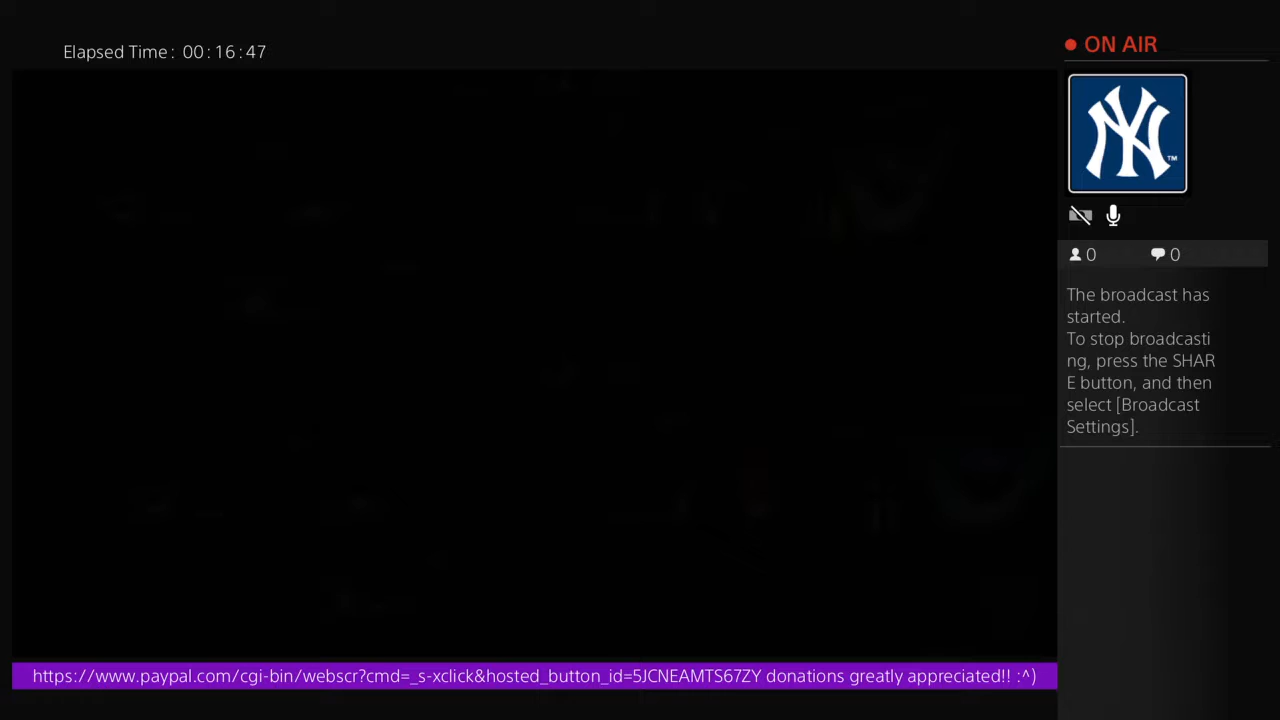 Elapsed Time: 00:16:47
ON AIR
NY
TM
0 0
The broadcast has
started.
To stop broadcasti
ng, press the SHAR
E button, and then
select [Broadcast
Settings].
https://www.paypal.com/cgi-bin/webscr?cmd=_s-xclick&hosted_button_id=5JCNEAMTS67ZY donations greatly appreciated!! :^)